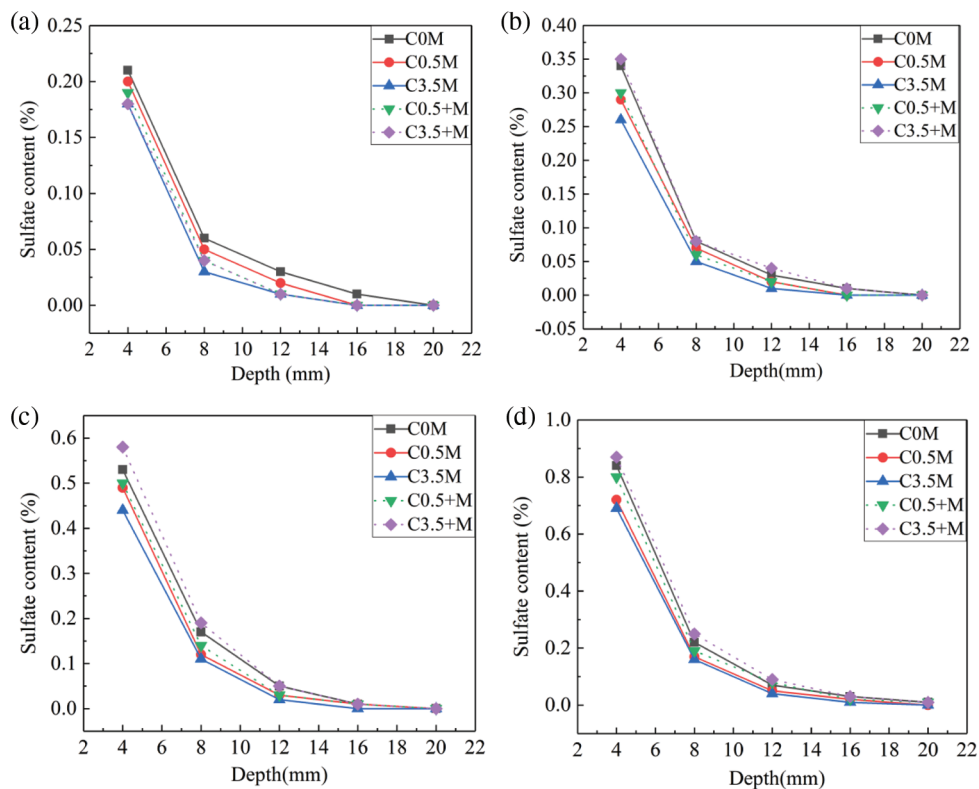 (a)
0.25
0.20
0.15
0.10
0.05
0.00
Sulfate content (%)
2 4 6 8 10 12 14 16 18 20 22
Depth (mm)
C0M
C0.5M
C3.5M
C0.5+M
C3.5+M
(b)
0.40
0.35
0.30
0.25
0.20
0.15
0.10
0.05
0.00
-0.05
Sulfate content (%)
2 4 6 8 10 12 14 16 18 20 22
Depth(mm)
C0M
C0.5M
C3.5M
C0.5+M
C3.5+M
(c)
0.6
0.5
0.4
0.3
0.2
0.1
0.0
Sulfate content (%)
2 4 6 8 10 12 14 16 18 20 22
Depth(mm)
C0M
C0.5M
C3.5M
C0.5+M
C3.5+M
(d)
1.0
0.8
0.6
0.4
0.2
0.0
Sulfate content (%)
2 4 6 8 10 12 14 16 18 20 22
Depth(mm)
C0M
C0.5M
C3.5M
C0.5+M
C3.5+M